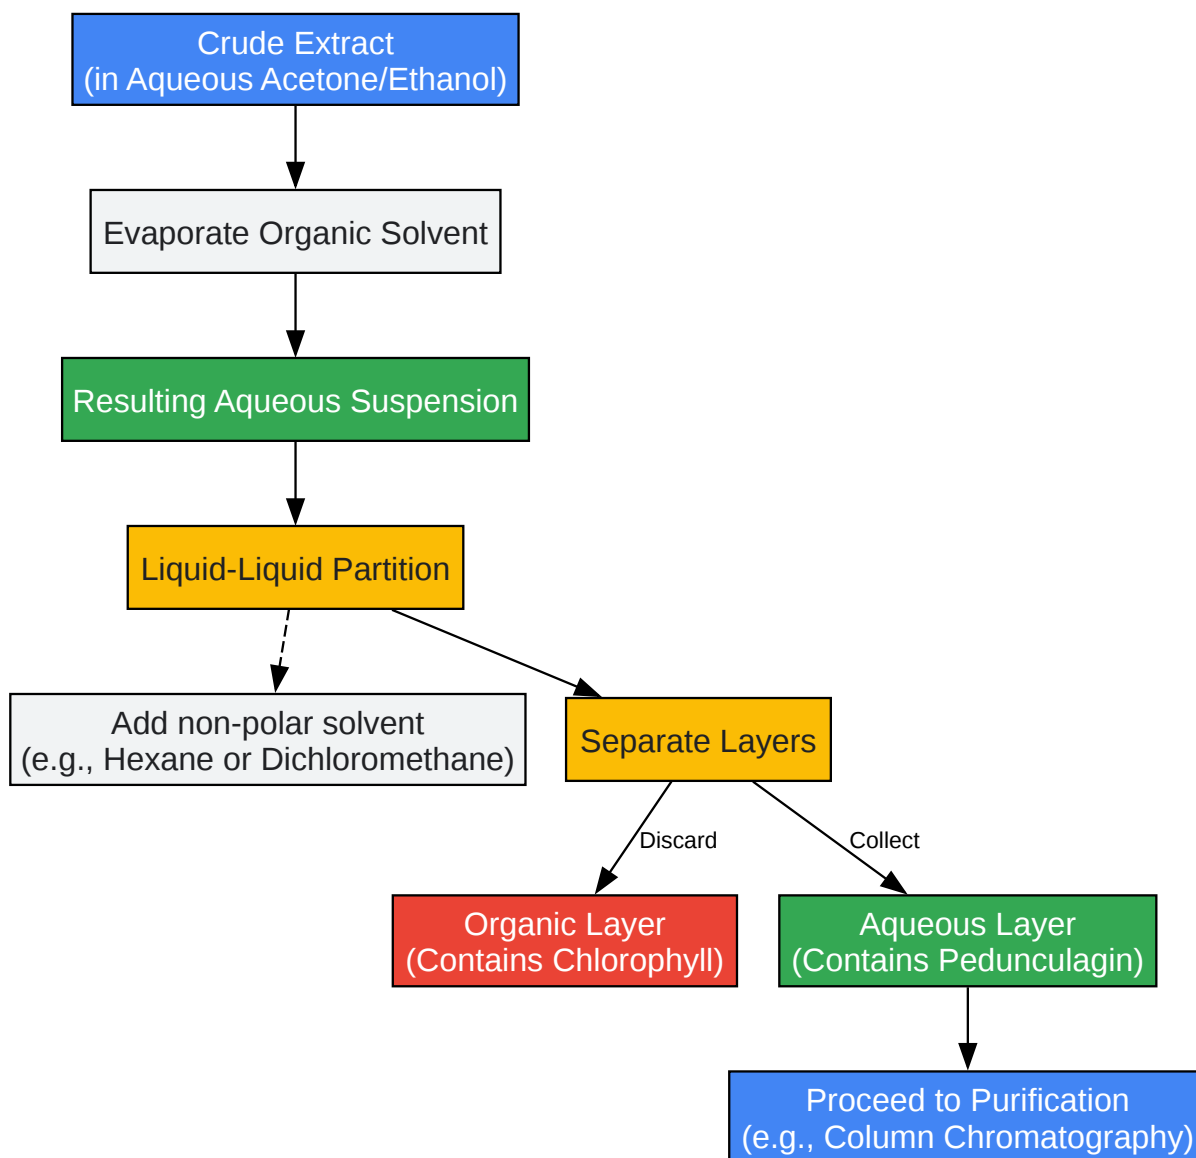 Crude Extract
(in Aqueous Acetone/Ethanol)
Evaporate Organic Solvent
Resulting Aqueous Suspension
Liquid-Liquid Partition
Add non-polar solvent
(e.g., Hexane or Dichloromethane)
Separate Layers
Discard
Collect
Organic Layer
(Contains Chlorophyll)
Aqueous Layer
(Contains Pedunculagin)
Proceed to Purification
(e.g., Column Chromatography)